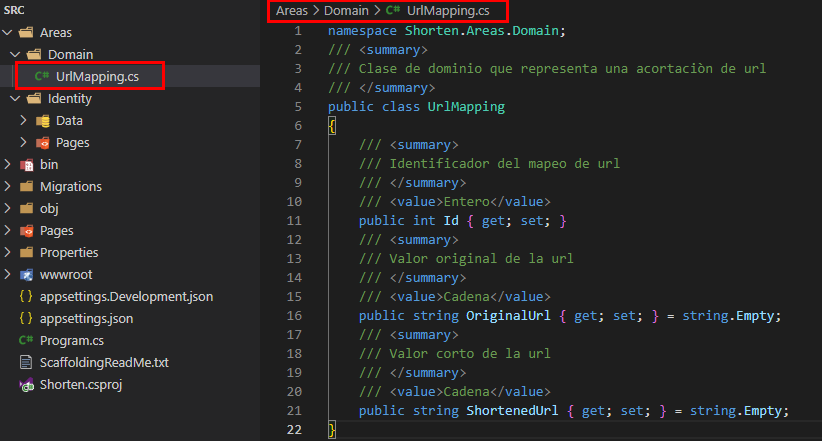 SRC
Areas
Domain
UrlMapping.cs
Identity
Data
Pages
bin
Migrations
obj
Pages
Properties
wwwroot
appsettings.Development.json
appsettings.json
Program.cs
ScaffoldingReadMe.txt
Shorten.csproj
Areas > Domain > UrlMapping.cs
1 namespace Shorten.Areas.Domain;
2 /// <summary>
3 /// Clase de dominio que representa una acortaciòn de url
4 /// </summary>
5 public class UrlMapping
6 {
7 /// <summary>
8 /// Identificador del mapeo de url
9 /// </summary>
10 /// <value>Entero</value>
11 public int Id { get; set; }
12 /// <summary>
13 /// Valor original de la url
14 /// </summary>
15 /// <value>Cadena</value>
16 public string OriginalUrl { get; set; } = string.Empty;
17 /// <summary>
18 /// Valor corto de la url
19 /// </summary>
20 /// <value>Cadena</value>
21 public string ShortenedUrl { get; set; } = string.Empty;
22 }